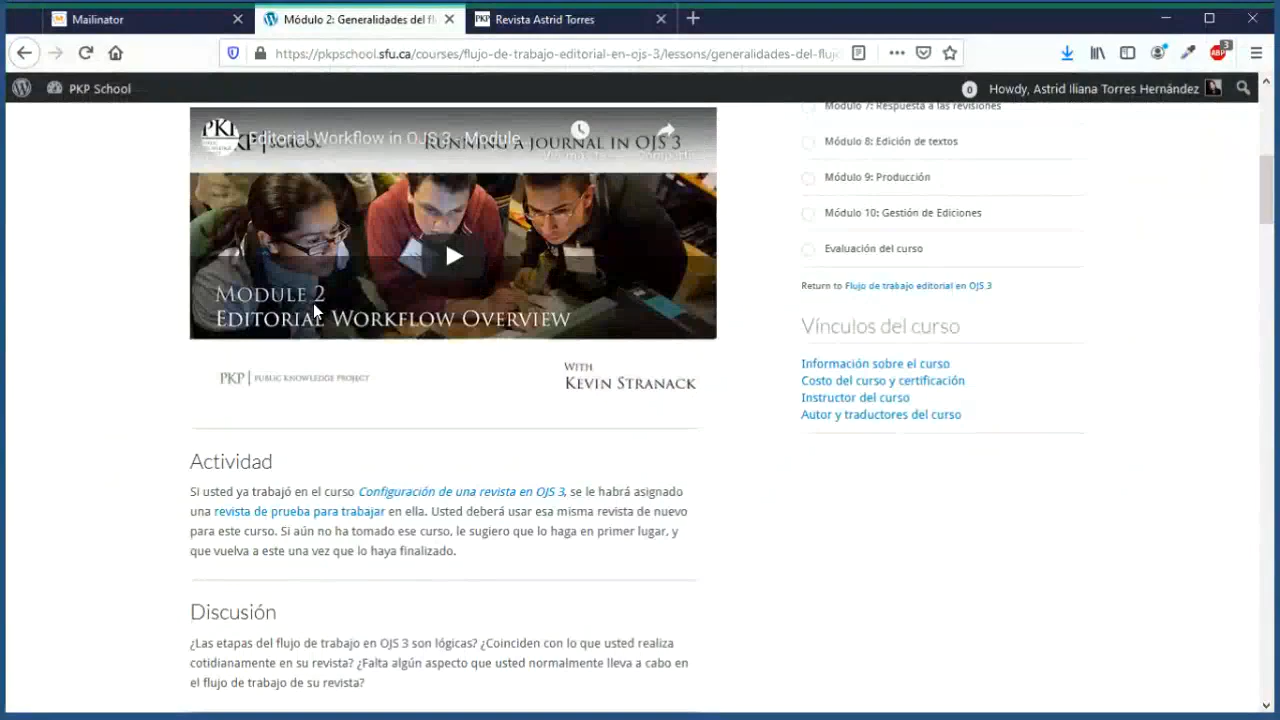 Mailinator
Módulo 2: Generalidades del fl
Revista Astrid Torres
https://pkpschool.sfu.ca/courses/flujo-de-trabajo-editorial-en-ojs-3/lessons/generalidades-del-fluj
3
PKP School
0
Howdy, Astrid Iliana Torres Hernández
PKP
Editorial Workflow in OJS 3 - Module
RUNNING A JOURNAL IN OJS 3
MODULE 2
EDITORIAL WORKFLOW OVERVIEW
PKP | PUBLIC KNOWLEDGE PROJECT
WITH
KEVIN STRANACK
Actividad
Si usted ya trabajó en el curso Configuración de una revista en OJS 3, se le habrá asignado
una revista de prueba para trabajar en ella. Usted deberá usar esa misma revista de nuevo
para este curso. Si aún no ha tomado ese curso, le sugiero que lo haga en primer lugar, y
que vuelva a este una vez que lo haya finalizado.
Discusión
¿Las etapas del flujo de trabajo en OJS 3 son lógicas? ¿Coinciden con lo que usted realiza
cotidianamente en su revista? ¿Falta algún aspecto que usted normalmente lleva a cabo en
el flujo de trabajo de su revista?
Módulo 7: Respuesta a las revisiones
Módulo 8: Edición de textos
Módulo 9: Producción
Módulo 10: Gestión de Ediciones
Evaluación del curso
Return to Flujo de trabajo editorial en OJS 3
Vínculos del curso
Información sobre el curso
Costo del curso y certificación
Instructor del curso
Autor y traductores del curso